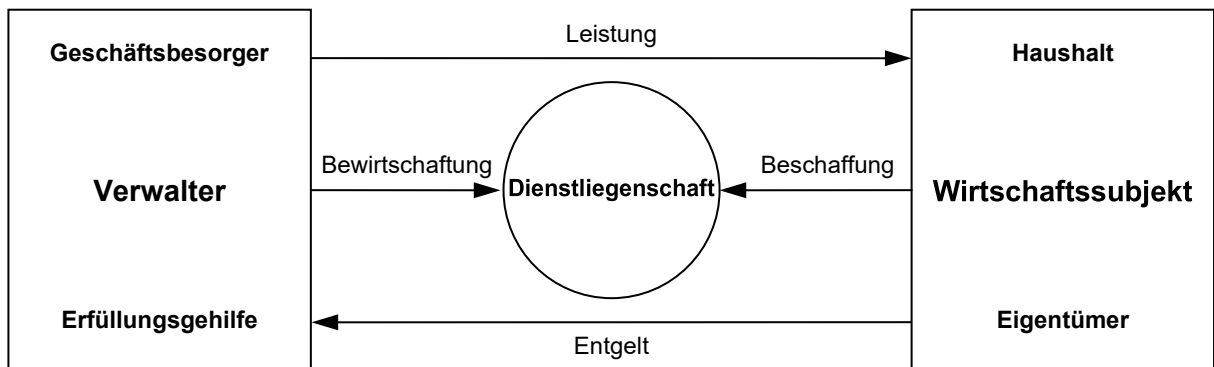 Geschäftsbesorger
Leistung
Haushalt
Verwalter
Bewirtschaftung
Dienstliegenschaft
Beschaffung
Wirtschaftssubjekt
Erfüllungsgehilfe
Entgelt
Eigentümer